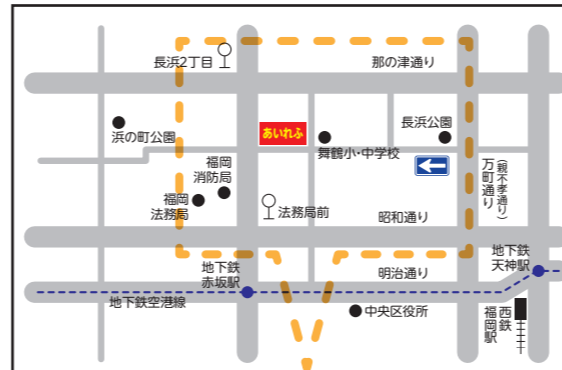 長浜2丁目
那の津通り
浜の町公園
あいれふ
長浜公園
舞鶴小・中学校
福岡
消防局
福岡
法務局
法務局前
(親不孝通り)
万町通り
昭和通り
地下鉄
赤坂駅
明治通り
地下鉄
天神駅
地下鉄空港線
中央区役所
西鉄
福岡駅